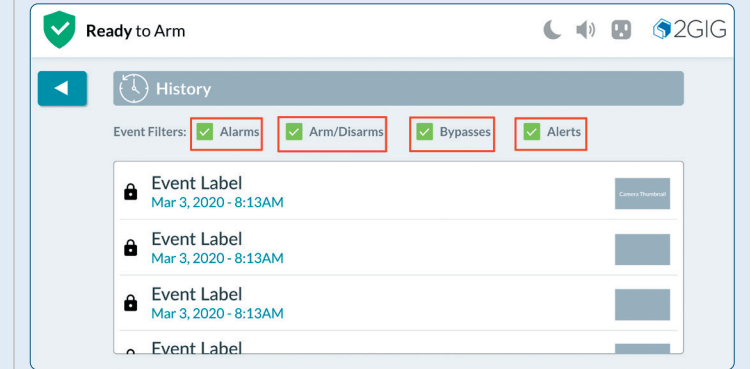 Ready to Arm
2GIG
History
Event Filters: Alarms Arm/Disarms Bypasses Alerts
Event Label
Camera Thumbnail
Mar 3, 2020 - 8:13AM
Event Label
Mar 3, 2020 - 8:13AM
Event Label
Mar 3, 2020 - 8:13AM
Event Label